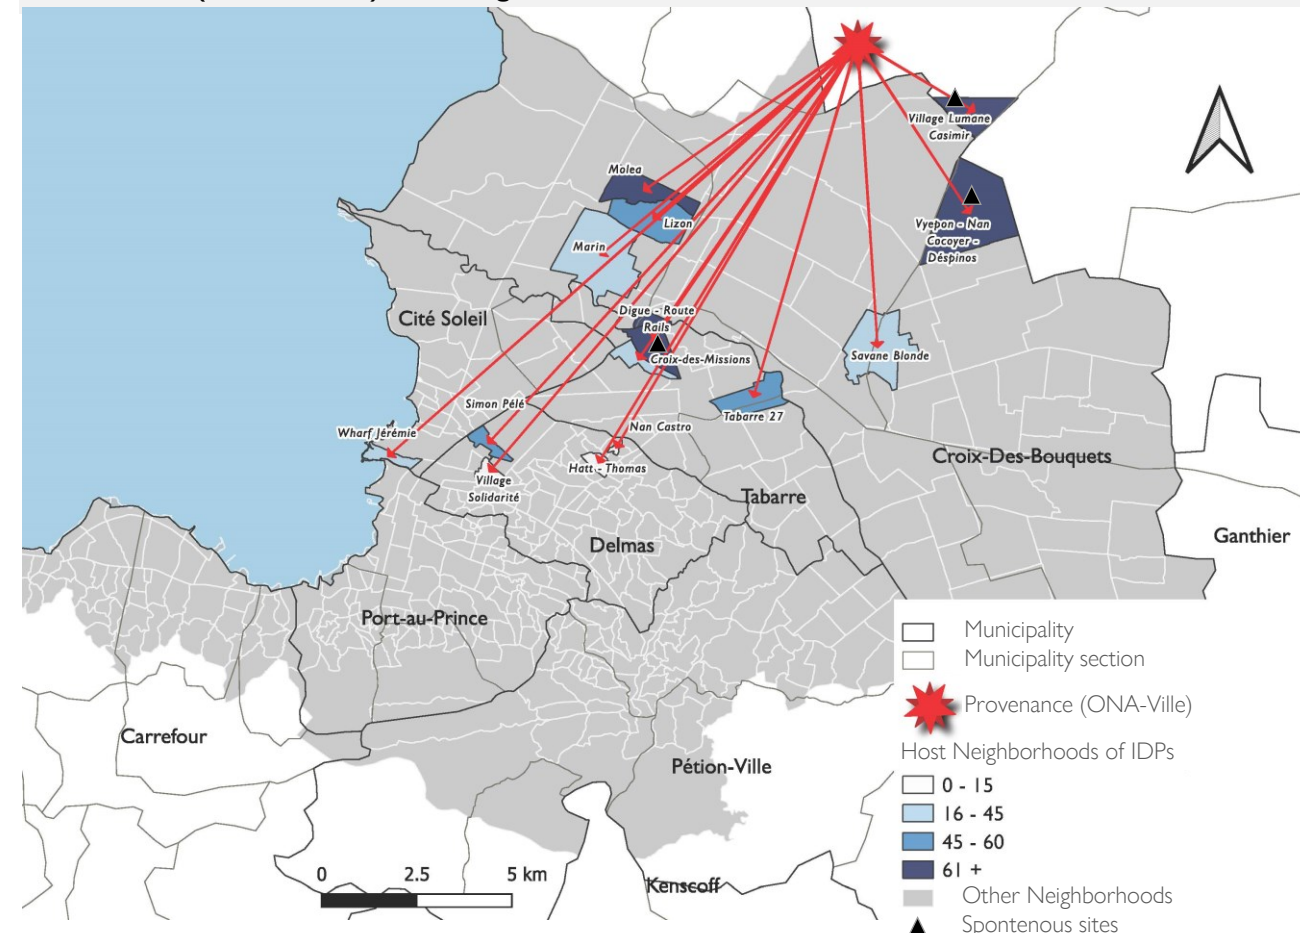 Village Lumane
Casimir
Molea
Lizon
Vyepon - Nan
Cocoyer -
Déspinos
Marin
Digue - Route
Rails
Cité Soleil
Croix-des-Missions
Savane Blonde
Simon Pélé
Tabarre 27
Nan Castro
Wharf Jérémie
Hatt - Thomas
Croix-Des-Bouquets
Village
Solidarité
Tabarre
Ganthier
Delmas
Port-au-Prince
Carrefour
Pétion-Ville
Kenscoff
0 2.5 5 km
Municipality
Municipality section
Provenance (ONA-Ville)
Host Neighborhoods of IDPs
0 - 15
16 - 45
45 - 60
61 +
Other Neighborhoods
Spontenous sites